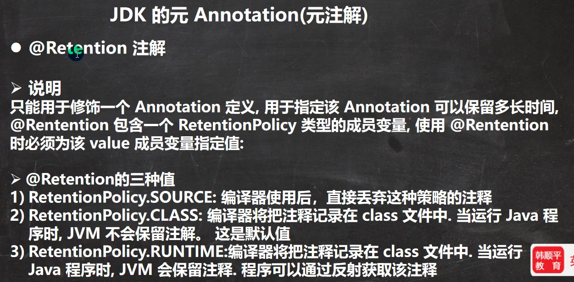 JDK 的元 Annotation(元注解)
● @Retention 注解
➢ 说明
只能用于修饰一个 Annotation 定义, 用于指定该 Annotation 可以保留多长时间,
@Rentention 包含一个 RetentionPolicy 类型的成员变量, 使用 @Rentention
时必须为该 value 成员变量指定值:
➢ @Retention的三种值
1) RetentionPolicy.SOURCE: 编译器使用后，直接丢弃这种策略的注释
2) RetentionPolicy.CLASS: 编译器将把注解记录在 class 文件中. 当运行 Java 程
序时, JVM 不会保留注解。 这是默认值
3) RetentionPolicy.RUNTIME:编译器将把注释记录在 class 文件中. 当运行
Java 程序时, JVM 会保留注释. 程序可以通过反射获取该注释
韩顺平
教育